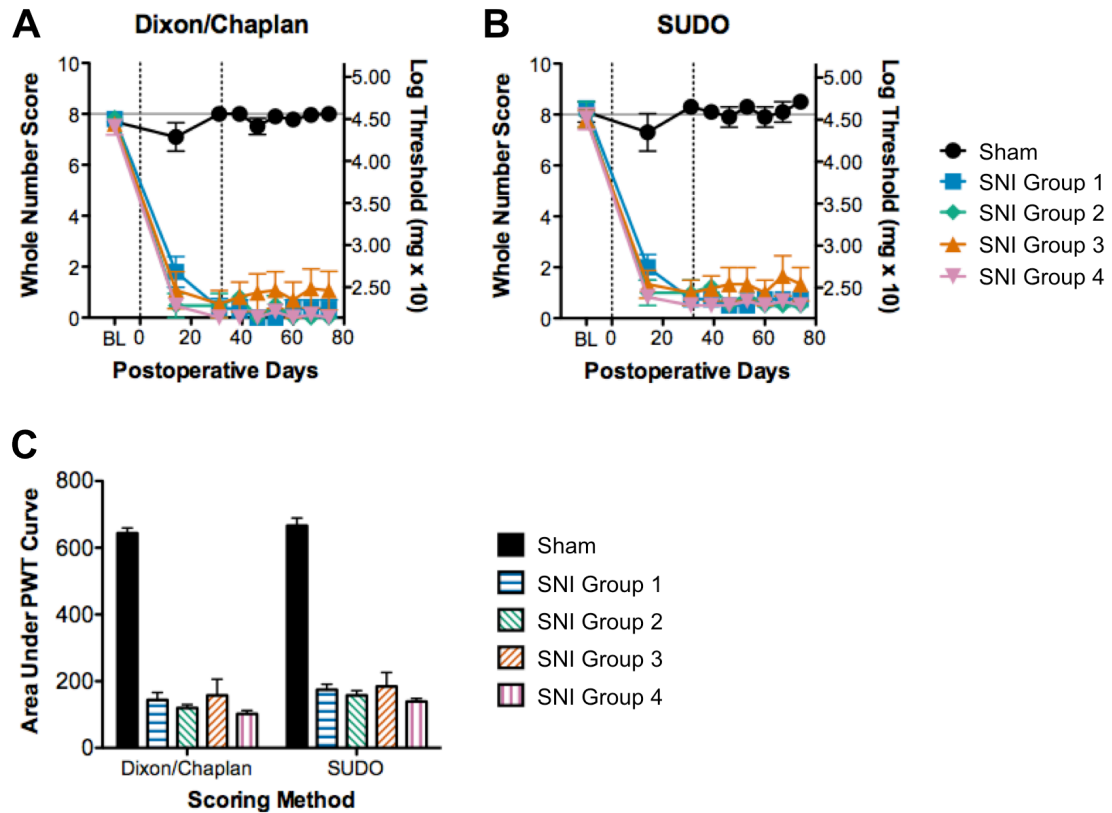 A
Dixon/Chaplan
Whole Number Score
10
8
6
4
2
0
BL 0 20 40 60 80
Postoperative Days
5.00
4.50
4.00
3.50
3.00
2.50
Log Threshold (mg x 10)
B
SUDO
Whole Number Score
10
8
6
4
2
0
BL 0 20 40 60 80
Postoperative Days
5.00
4.50
4.00
3.50
3.00
2.50
Log Threshold (mg x 10)
Sham
SNI Group 1
SNI Group 2
SNI Group 3
SNI Group 4
C
Area Under PWT Curve
800
600
400
200
0
Dixon/Chaplan SUDO
Scoring Method
Sham
SNI Group 1
SNI Group 2
SNI Group 3
SNI Group 4